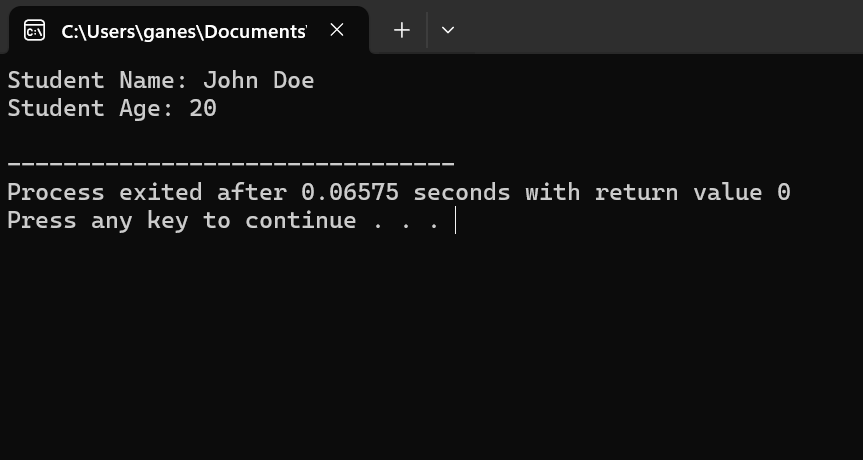 C:\Users\ganes\Documents'
Student Name: John Doe
Student Age: 20
--------------------------------
Process exited after 0.06575 seconds with return value 0
Press any key to continue . . .